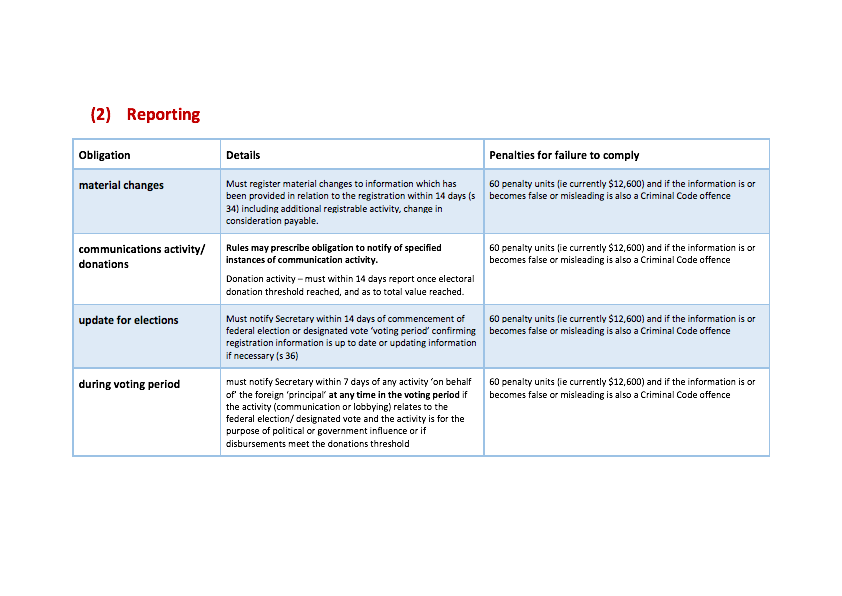 (2) Reporting
Obligation
Details
Penalties for failure to comply
material changes
Must register material changes to information which has
been provided in relation to the registration within 14 days (s
34) including additional registrable activity, change in
consideration payable.
60 penalty units (ie currently $12,600) and if the information is or
becomes false or misleading is also a Criminal Code offence
communications activity/
donations
Rules may prescribe obligation to notify of specified
instances of communication activity.
Donation activity – must within 14 days report once electoral
donation threshold reached, and as to total value reached.
60 penalty units (ie currently $12,600) and if the information is or
becomes false or misleading is also a Criminal Code offence
update for elections
Must notify Secretary within 14 days of commencement of
federal election or designated vote ‘voting period’ confirming
registration information is up to date or updating information
if necessary (s 36)
60 penalty units (ie currently $12,600) and if the information is or
becomes false or misleading is also a Criminal Code offence
during voting period
must notify Secretary within 7 days of any activity ‘on behalf
of’ the foreign ‘principal’ at any time in the voting period if
the activity (communication or lobbying) relates to the
federal election/ designated vote and the activity is for the
purpose of political or government influence or if
disbursements meet the donations threshold
60 penalty units (ie currently $12,600) and if the information is or
becomes false or misleading is also a Criminal Code offence